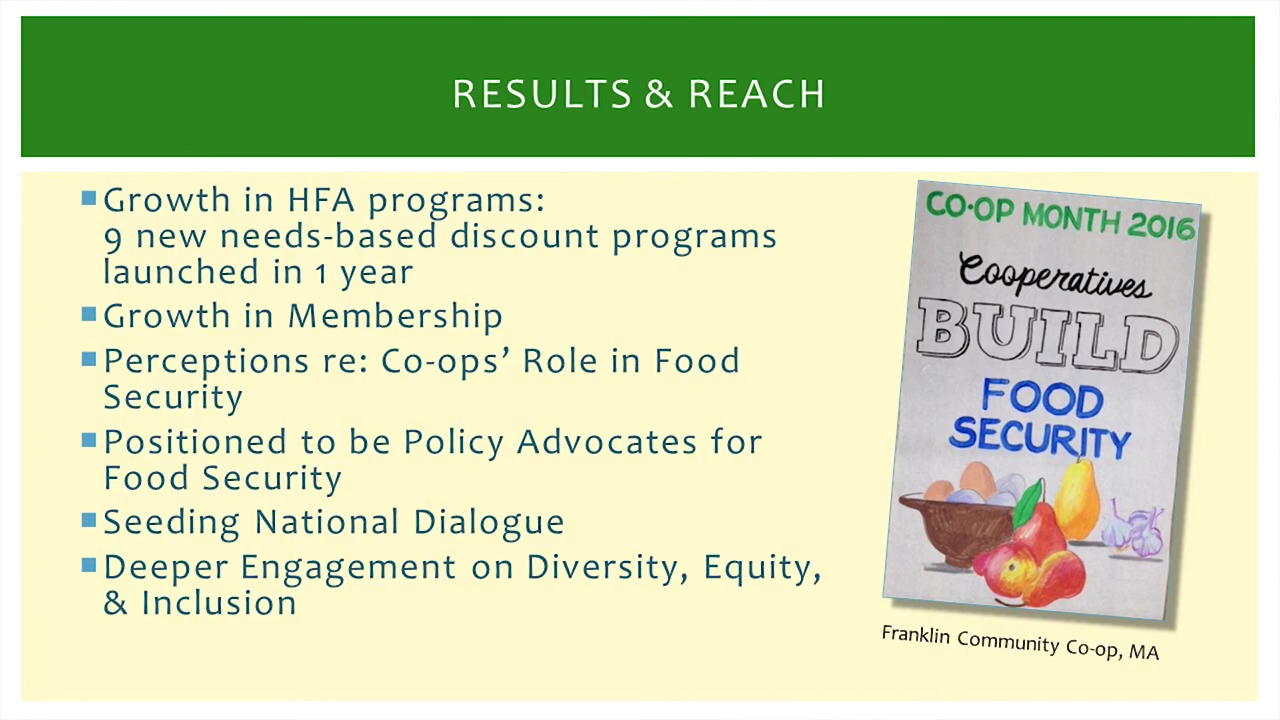 RESULTS & REACH
Growth in HFA programs:
9 new needs-based discount programs
launched in 1 year
Growth in Membership
Perceptions re: Co-ops’ Role in Food
Security
Positioned to be Policy Advocates for
Food Security
Seeding National Dialogue
Deeper Engagement on Diversity, Equity,
& Inclusion
CO·OP MONTH 2016
Cooperatives
BUILD
FOOD
SECURITY
Franklin Community Co-op, MA